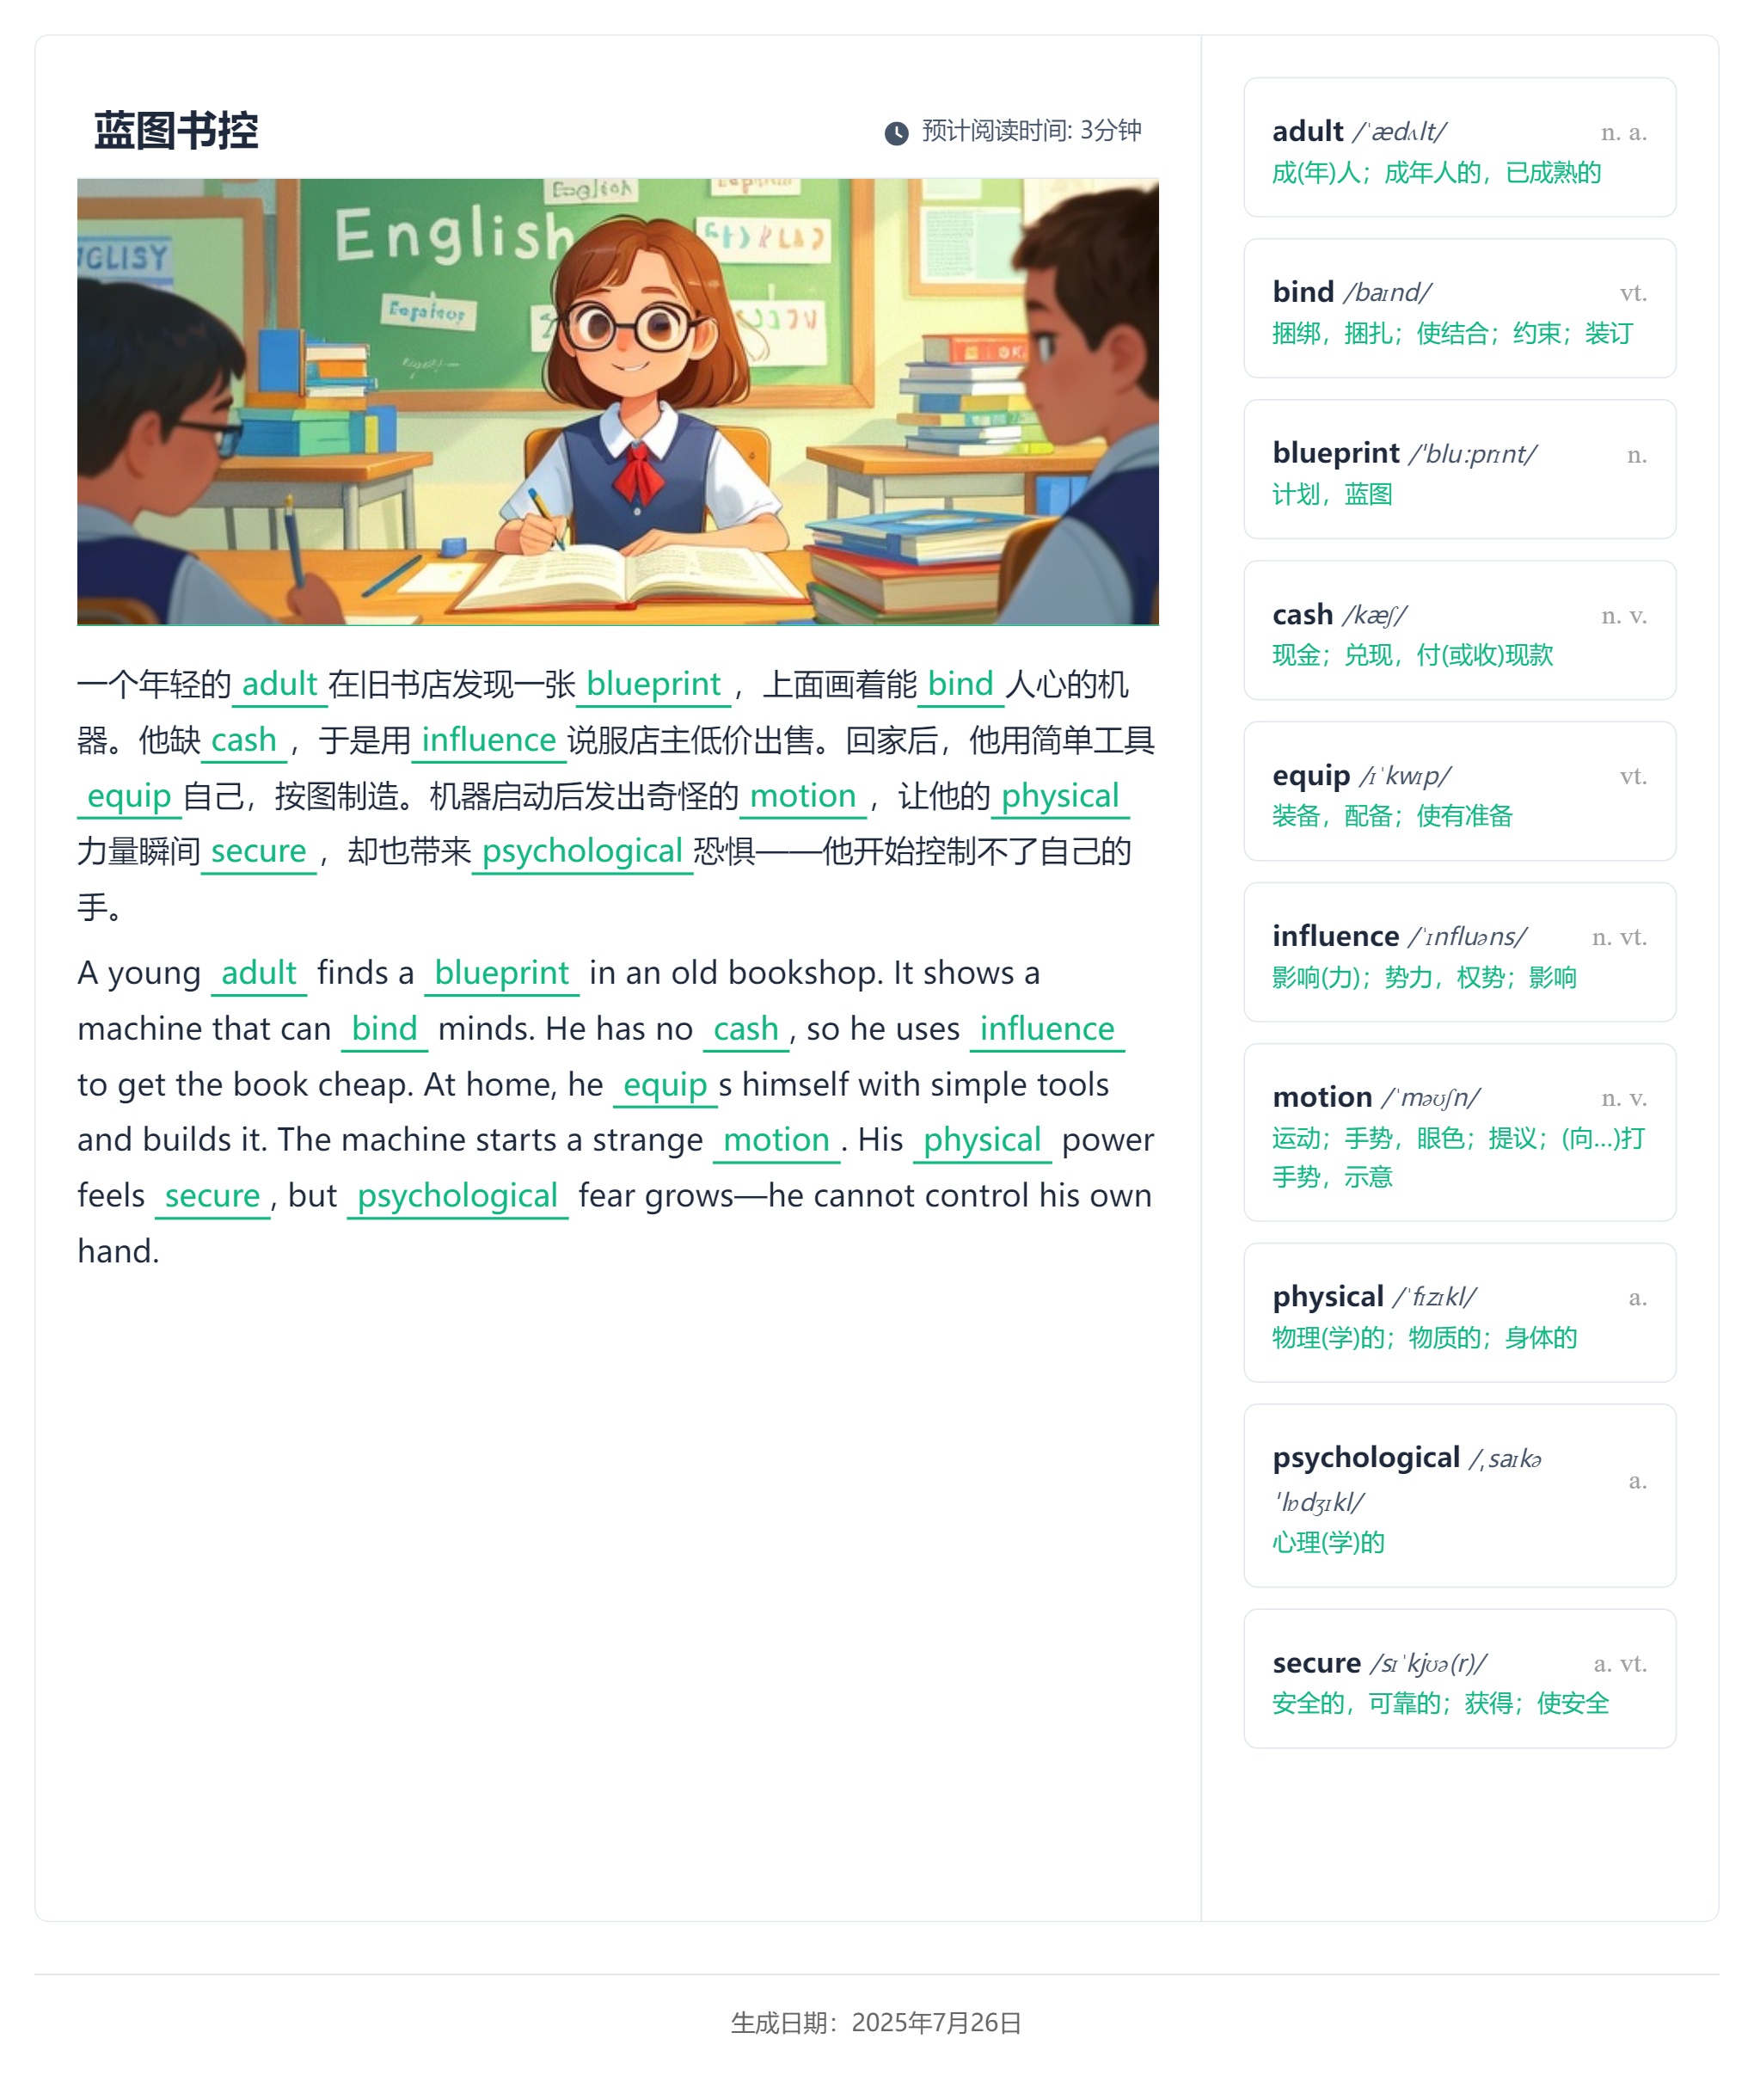 蓝图书控
预计阅读时间: 3分钟
English
English
一个年轻的 adult 在旧书店发现一张 blueprint ，上面画着能 bind 人心的机
器。他缺 cash ，于是用 influence 说服店主低价出售。回家后，他用简单工具
equip 自己，按图制造。机器启动后发出奇怪的 motion ，让他的 physical
力量瞬间 secure ，却也带来 psychological 恐惧——他开始控制不了自己的
手。
A young adult finds a blueprint in an old bookshop. It shows a
machine that can bind minds. He has no cash , so he uses influence
to get the book cheap. At home, he equip s himself with simple tools
and builds it. The machine starts a strange motion . His physical power
feels secure , but psychological fear grows—he cannot control his own
hand.
adult /ˈædʌlt/ n. a.
成(年)人；成年人的，已成熟的
bind /baɪnd/ vt.
捆绑，捆扎；使结合；约束；装订
blueprint /ˈbluːprɪnt/ n.
计划，蓝图
cash /kæʃ/ n. v.
现金；兑现，付(或收)现款
equip /ɪˈkwɪp/ vt.
装备，配备；使有准备
influence /ˈɪnfluəns/ n. vt.
影响(力)；势力，权势；影响
motion /ˈməʊʃn/ n. v.
运动；手势，眼色；提议；(向...)打
手势，示意
physical /ˈfɪzɪkl/ a.
物理(学)的；物质的；身体的
psychological /ˌsaɪkə
ˈlɒdʒɪkl/ a.
心理(学)的
secure /sɪˈkjʊə(r)/ a. vt.
安全的，可靠的；获得；使安全
生成日期：2025年7月26日